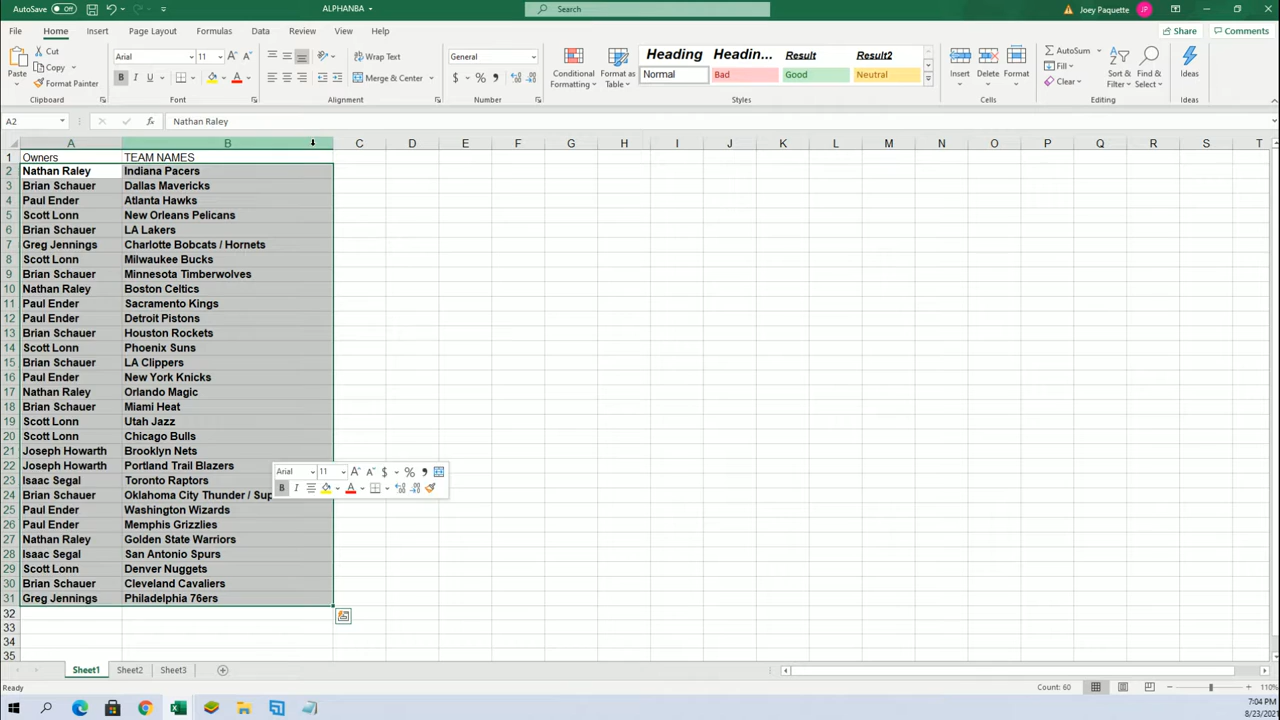 AutoSave Off ALPHANBA Search Joey Paquette JP
File Home Insert Page Layout Formulas Data Review View Help Share Comments
Paste Cut Copy Format Painter Clipboard
Arial 11 B I U Font
Wrap Text Merge & Center Alignment
General $ % Number
Conditional Formatting Format as Table
Heading Headin... Result Result2
Normal Bad Good Neutral
Styles
Insert Delete Format Cells
AutoSum Fill Clear Sort & Filter Find & Select Editing
Ideas Ideas
A2 fx Nathan Raley
A B C D E F G H I J K L M N O P Q R S T
1 Owners TEAM NAMES
2 Nathan Raley Indiana Pacers
3 Brian Schauer Dallas Mavericks
4 Paul Ender Atlanta Hawks
5 Scott Lonn New Orleans Pelicans
6 Brian Schauer LA Lakers
7 Greg Jennings Charlotte Bobcats / Hornets
8 Scott Lonn Milwaukee Bucks
9 Brian Schauer Minnesota Timberwolves
10 Nathan Raley Boston Celtics
11 Paul Ender Sacramento Kings
12 Paul Ender Detroit Pistons
13 Brian Schauer Houston Rockets
14 Scott Lonn Phoenix Suns
15 Brian Schauer LA Clippers
16 Paul Ender New York Knicks
17 Nathan Raley Orlando Magic
18 Brian Schauer Miami Heat
19 Scott Lonn Utah Jazz
20 Scott Lonn Chicago Bulls
21 Joseph Howarth Brooklyn Nets
22 Joseph Howarth Portland Trail Blazers
Arial 11 $ % 
23 Isaac Segal Toronto Raptors
B I A
24 Brian Schauer Oklahoma City Thunder / Sup
25 Paul Ender Washington Wizards
26 Paul Ender Memphis Grizzlies
27 Nathan Raley Golden State Warriors
28 Isaac Segal San Antonio Spurs
29 Scott Lonn Denver Nuggets
30 Brian Schauer Cleveland Cavaliers
31 Greg Jennings Philadelphia 76ers
32
33
34
35
Sheet1 Sheet2 Sheet3
Ready Count: 60 110%
7:04 PM